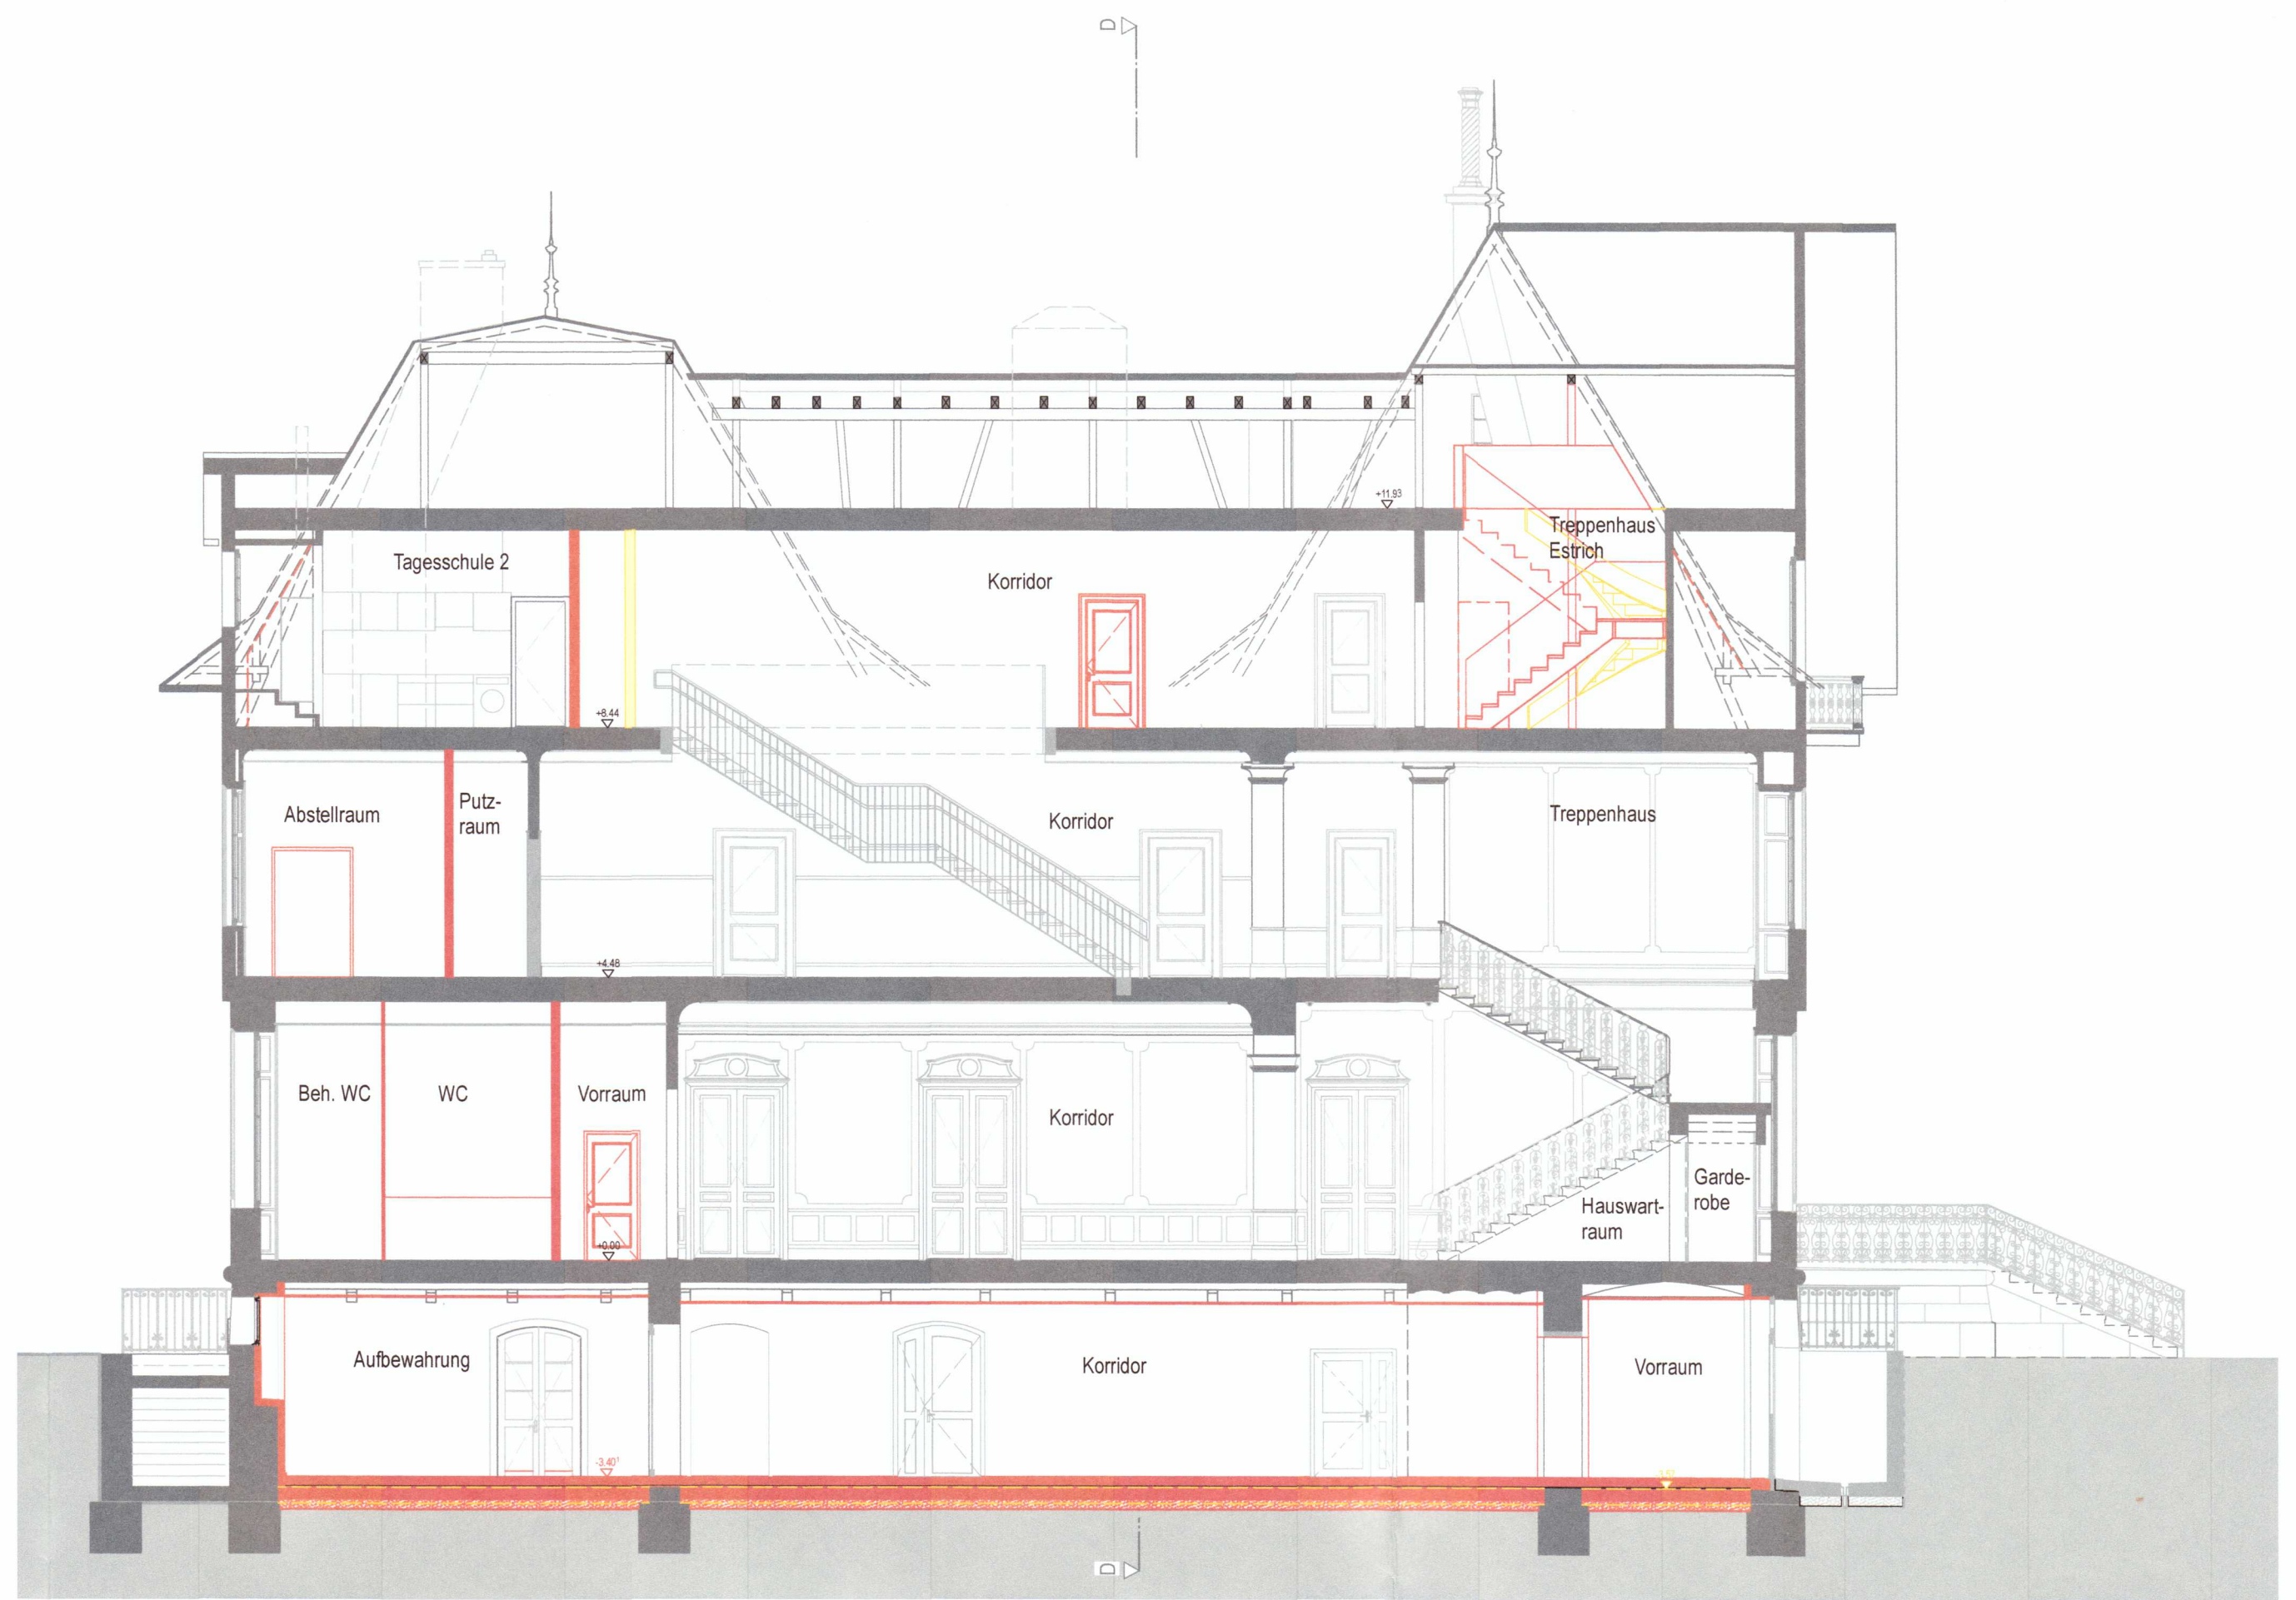 D
+11.93
Treppenhaus
Estrich
Tagesschule 2
Korridor
+8.44
Abstellraum
Putz-
raum
Korridor
Treppenhaus
+4.48
Beh. WC
WC
Vorraum
Korridor
Garde-
robe
Hauswart-
raum
+0.00
Aufbewahrung
Korridor
Vorraum
-3.40¹
D